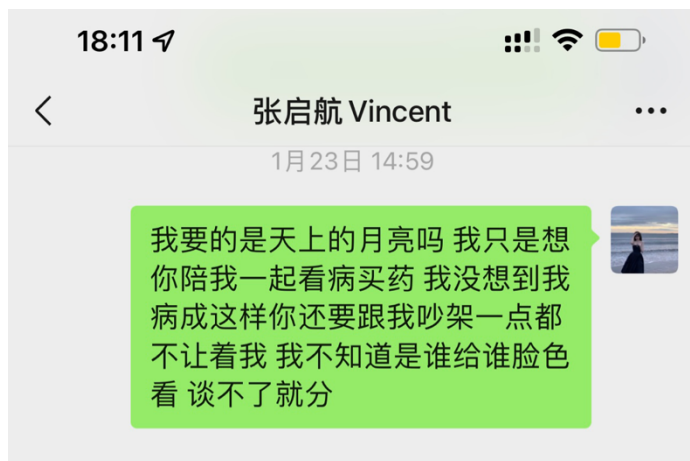 18:11
张启航 Vincent
1月23日 14:59
我要的是天上的月亮吗 我只是想
你陪我一起看病买药 我没想到我
病成这样你还要跟我吵架一点都
不让着我 我不知道是谁给谁脸色
看 谈不了就分